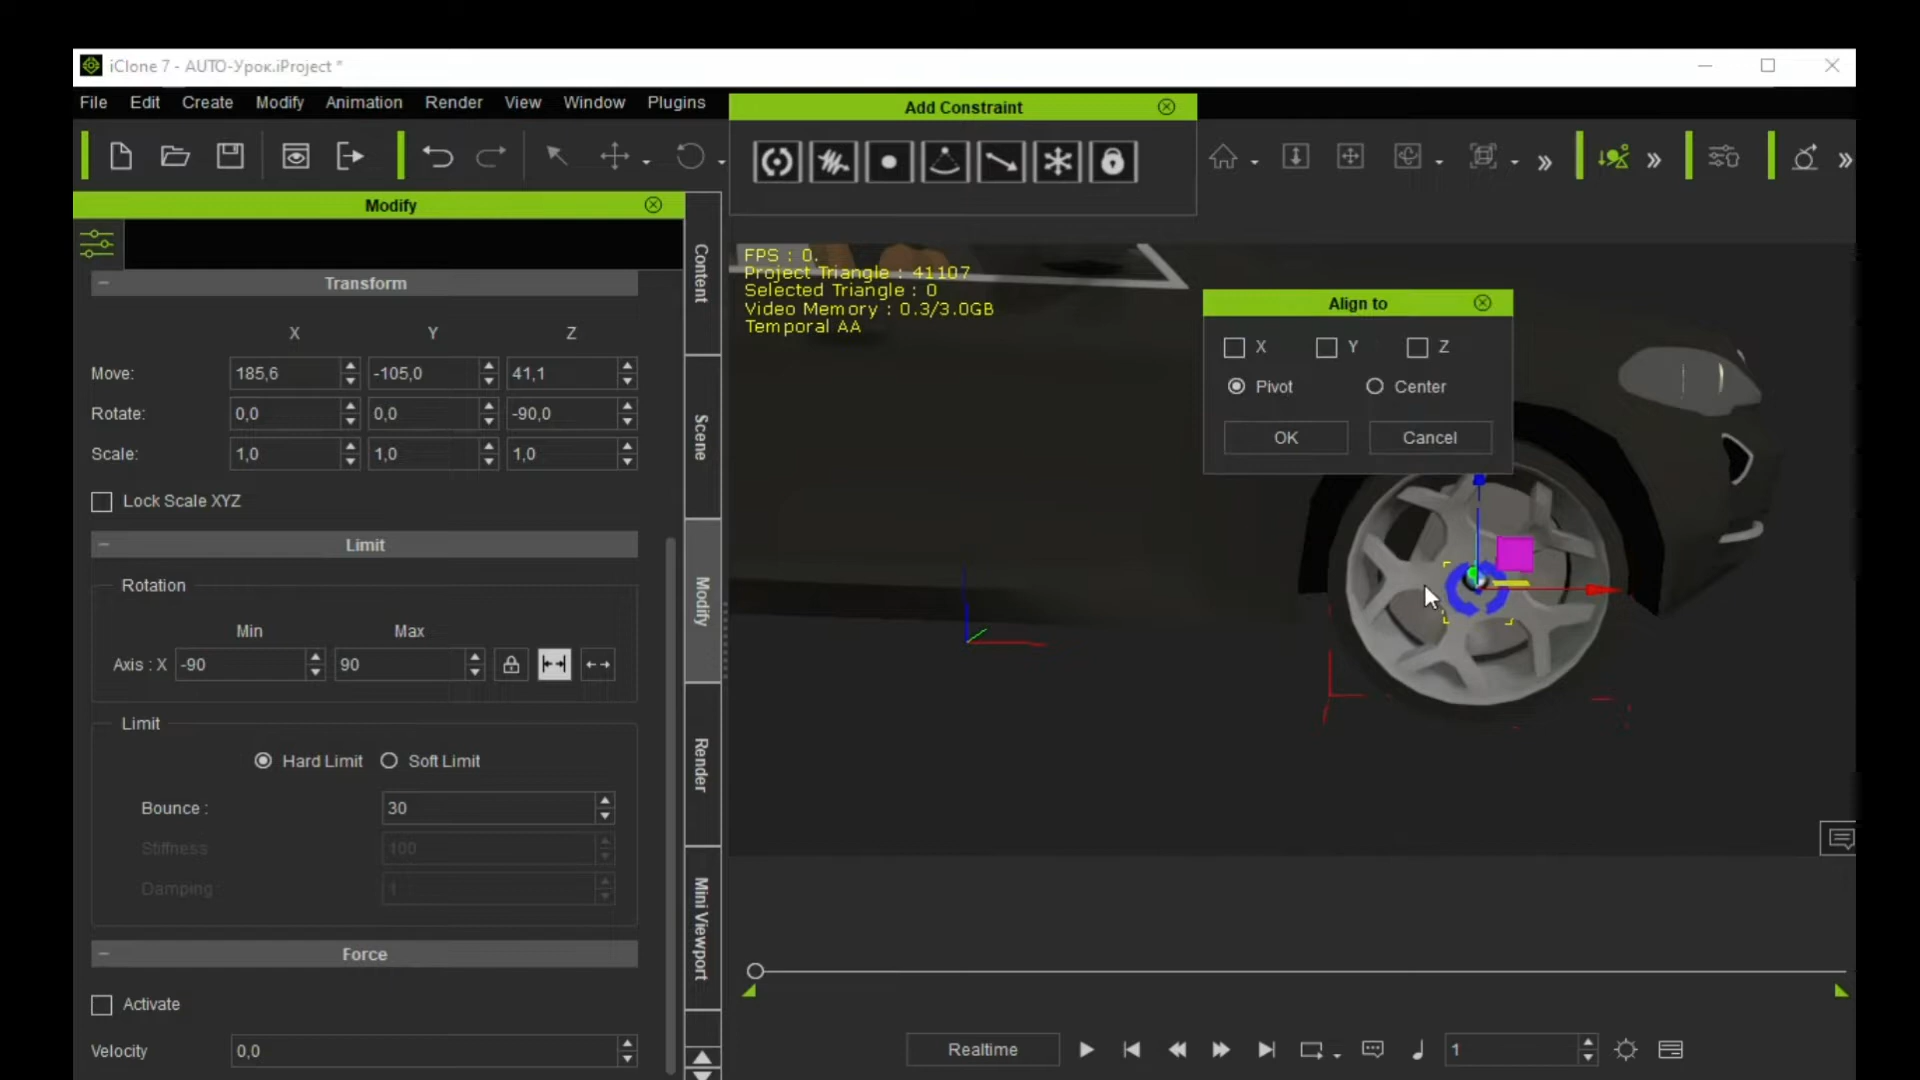 iClone 7 - AUTO-Урок.iProject *
File Edit Create Modify Animation Render View Window Plugins
Add Constraint
Modify
Content
Scene
Modify
Render
Mini Viewport
Transform
X Y Z
Move: 185,6 -105,0 41,1
Rotate: 0,0 0,0 -90,0
Scale: 1,0 1,0 1,0
Lock Scale XYZ
Limit
Rotation
Min Max
Axis : X -90 90
Limit
Hard Limit Soft Limit
Bounce : 30
Stiffness 100
Damping : 1
Force
Activate
Velocity 0,0
FPS : 0.
Project Triangle : 41107
Selected Triangle : 0
Video Memory : 0.3/3.0GB
Temporal AA
Align to
X Y Z
Pivot Center
OK Cancel
Realtime 1